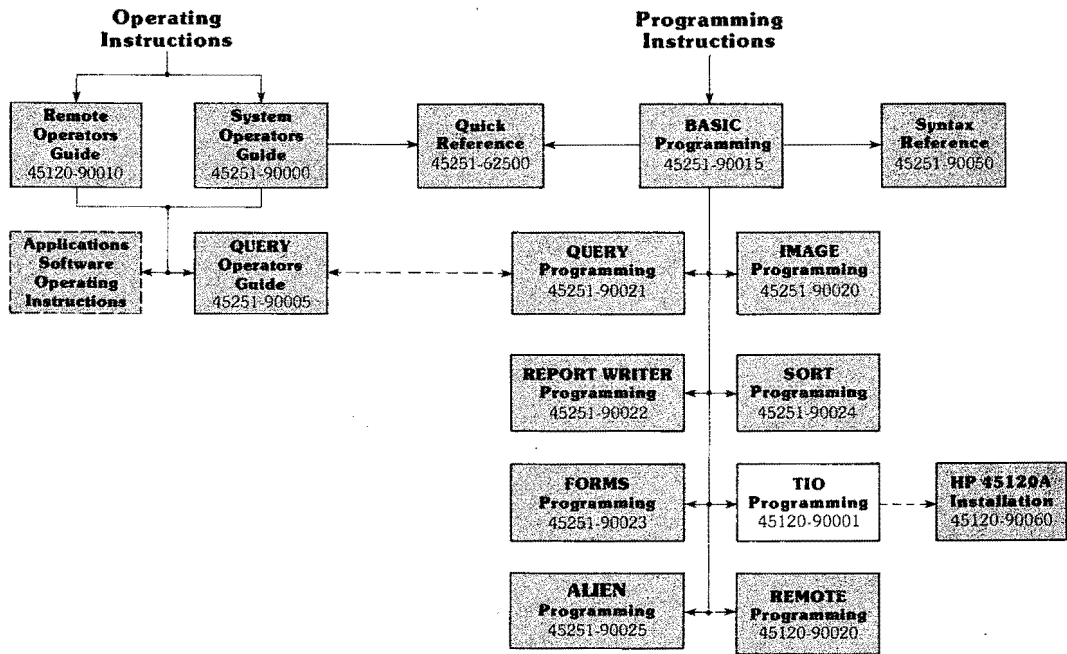 Operating
Instructions
Programming
Instructions
Remote
Operators
Guide
45120-90010
System
Operators
Guide
45251-90000
Quick
Reference
45251-62500
BASIC
Programming
45251-90015
Syntax
Reference
45251-90050
Applications
Software
Operating
Instructions
QUERY
Operators
Guide
45251-90005
QUERY
Programming
45251-90021
IMAGE
Programming
45251-90020
REPORT WRITER
Programming
45251-90022
SORT
Programming
45251-90024
FORMS
Programming
45251-90023
TIO
Programming
45120-90001
HP 45120A
Installation
45120-90060
ALIEN
Programming
45251-90025
REMOTE
Programming
45120-90020